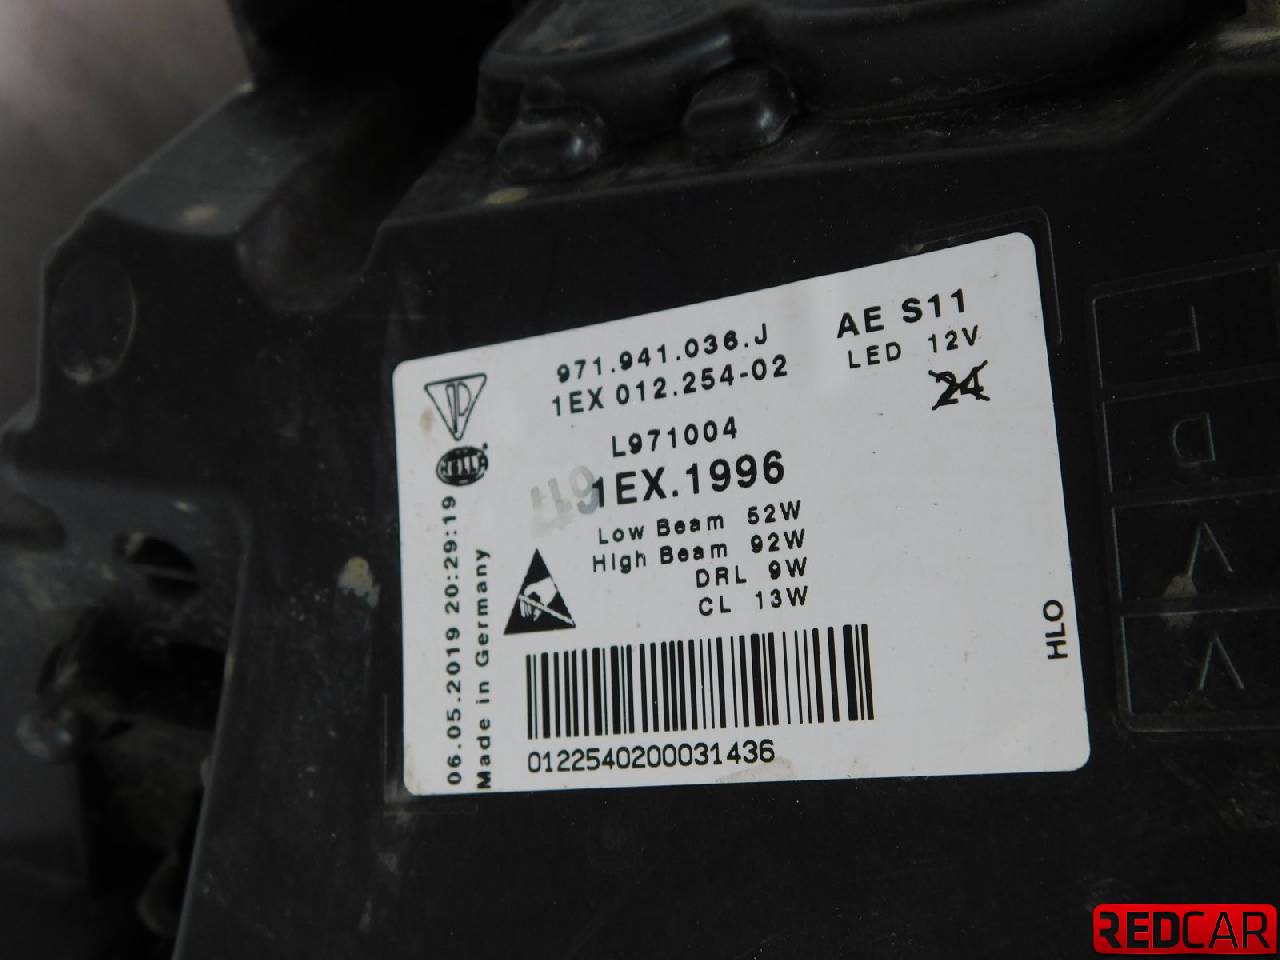 971.941.036.J
1EX 012.254-02
AE S11
LED 12V
24
HELLA
L971004
1EX.1996
Low Beam 52W
High Beam 92W
DRL 9W
CL 13W
06.05.2019 20:29:19
Made in Germany
0122540200031436
HLO
F
D
V
V
REDCAR